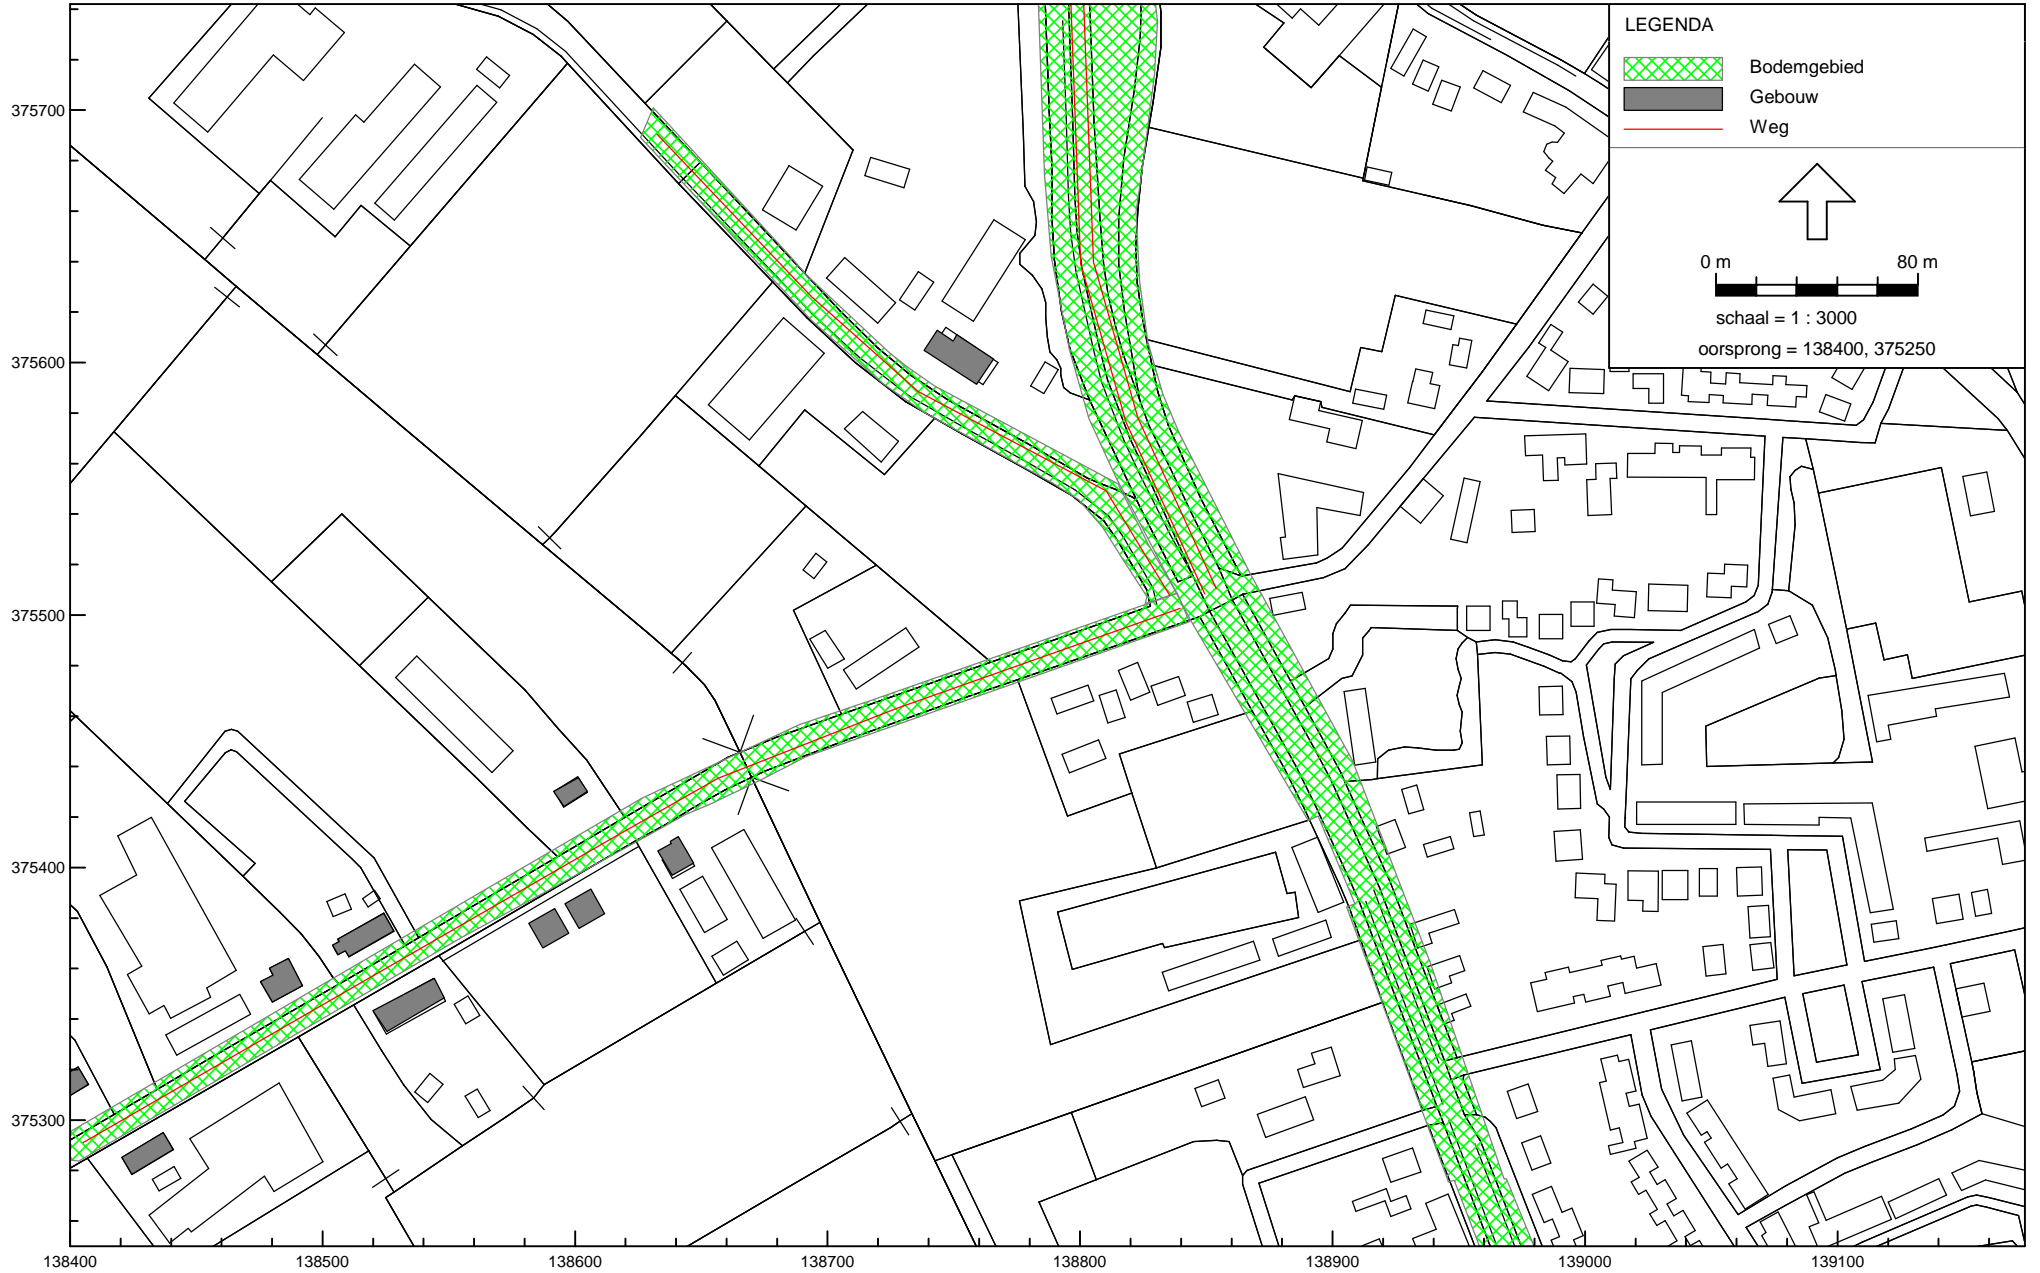 LEGENDA
Bodemgebied
Gebouw
Weg
0 m 80 m
schaal = 1 : 3000
oorsprong = 138400, 375250
375700
375600
375500
375400
375300
138400 138500 138600 138700 138800 138900 139000 139100